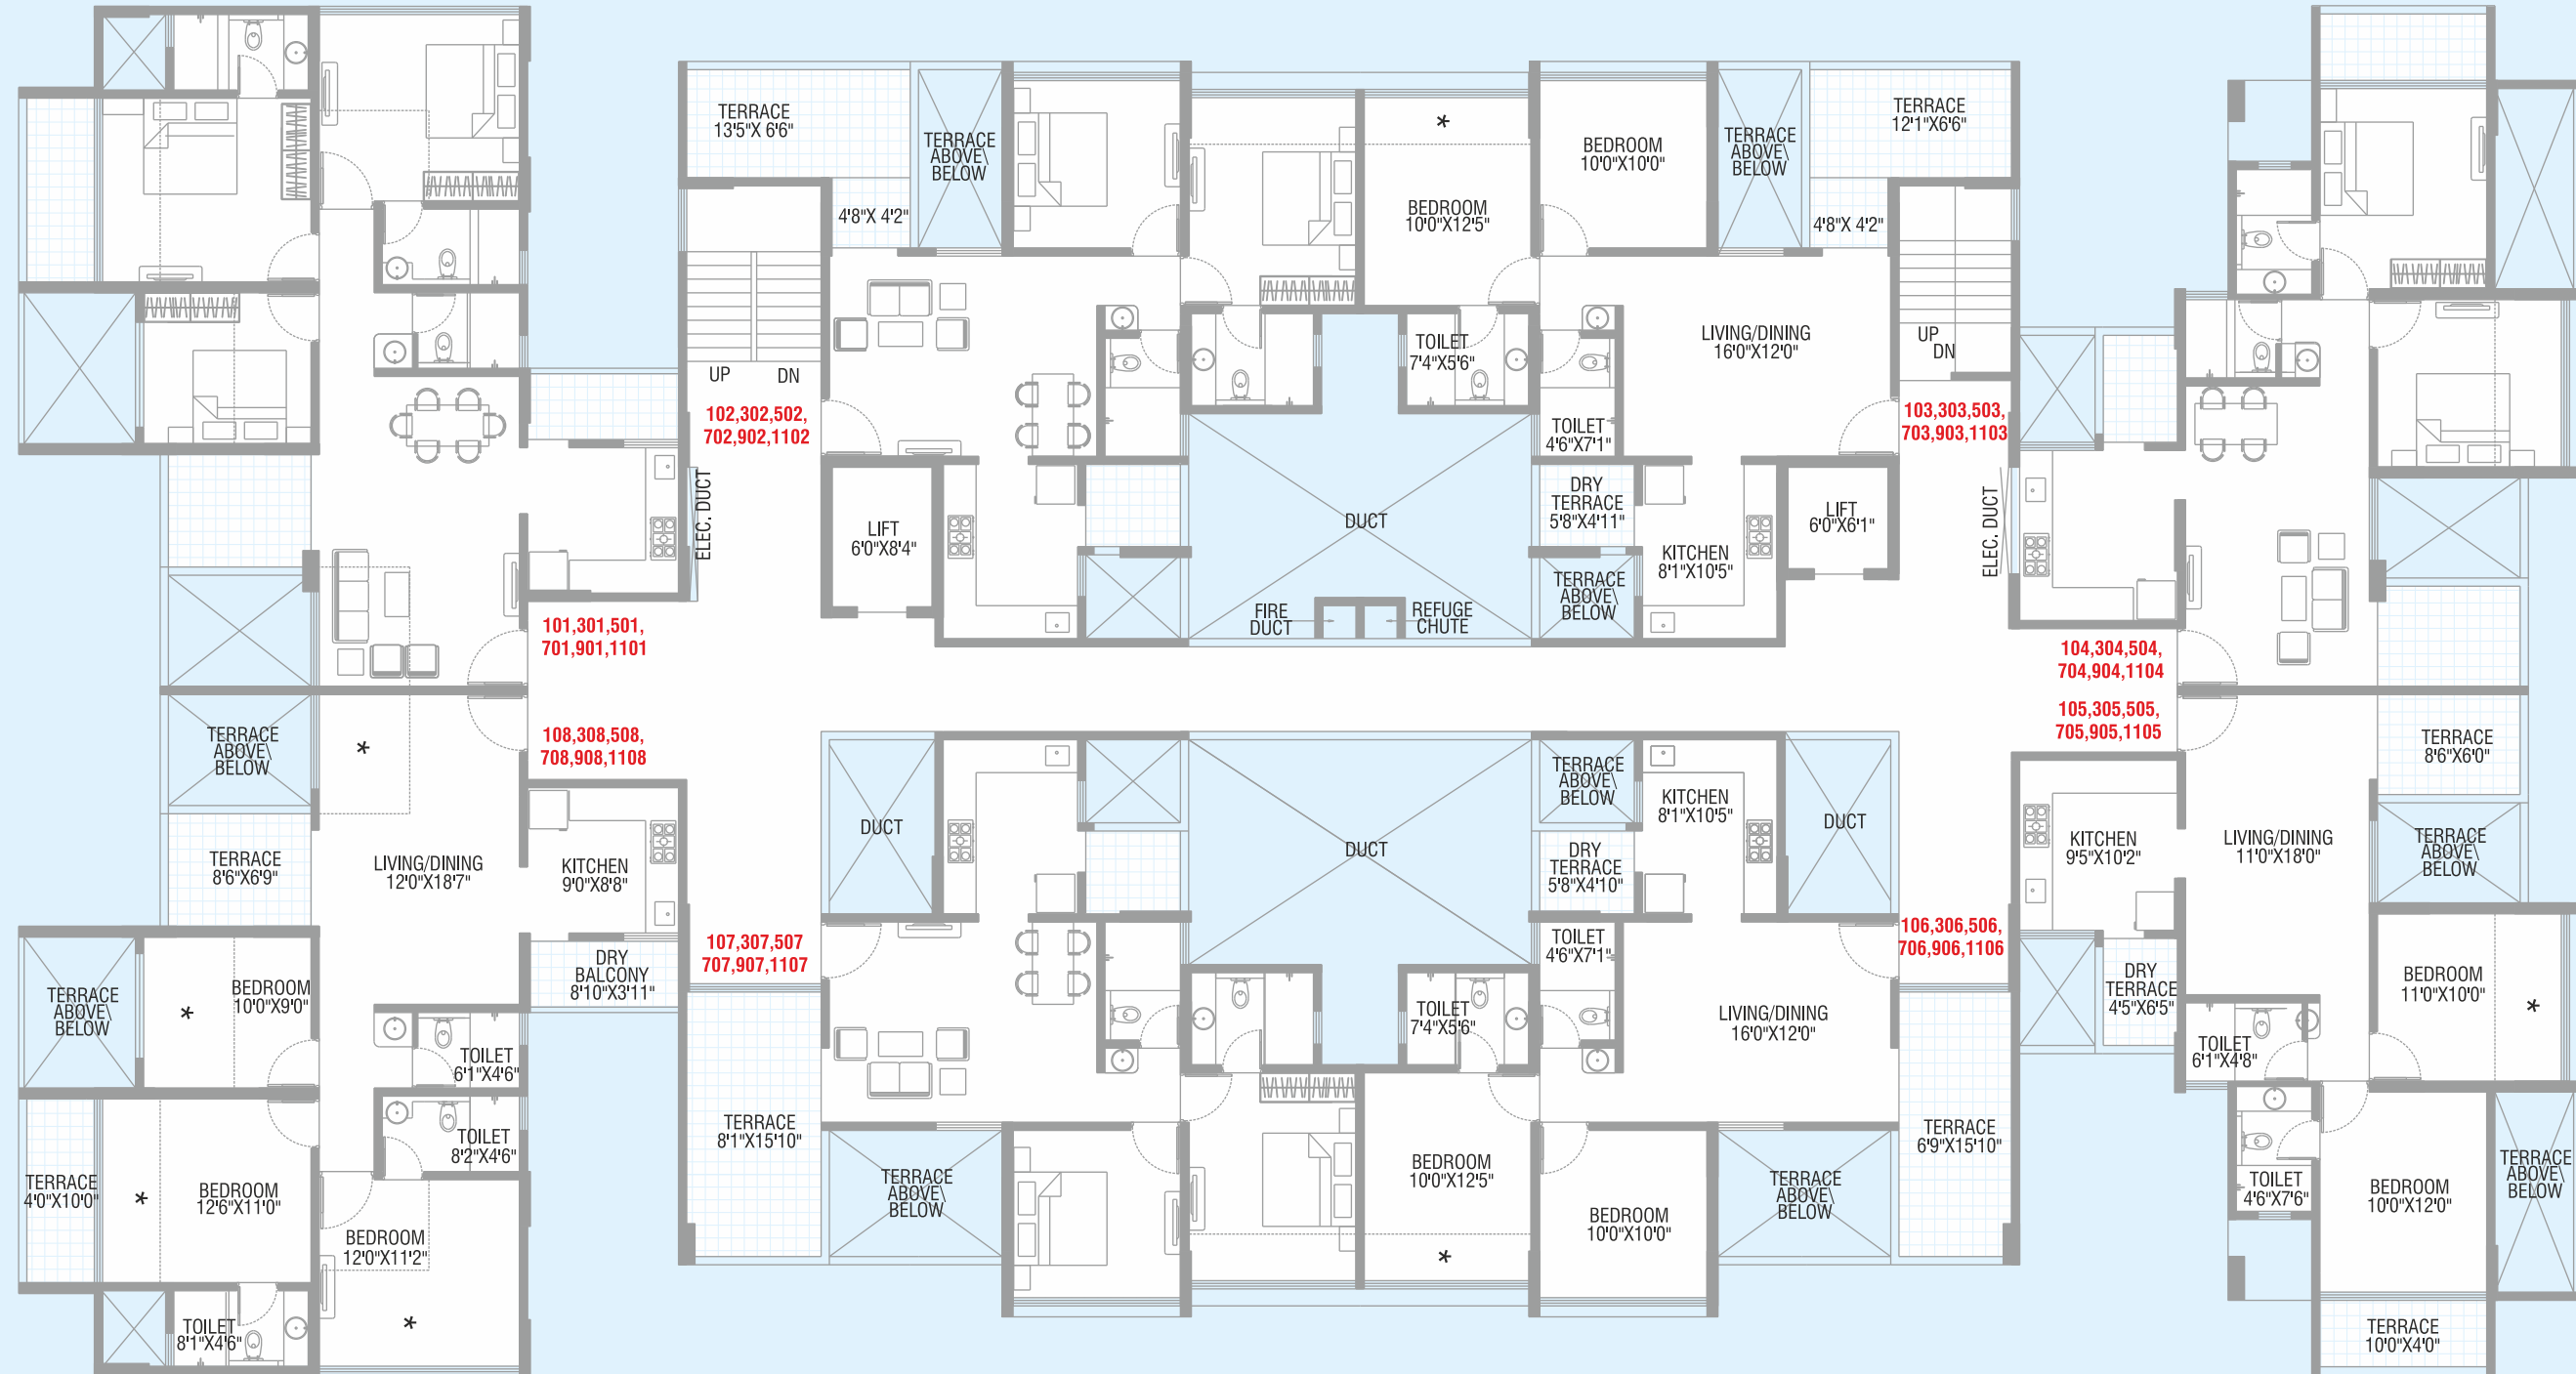 TERRACE
13'5"X 6'6"
TERRACE
ABOVE\
BELOW
4'8"X 4'2"
*
BEDROOM
10'0"X12'5"
BEDROOM
10'0"X10'0"
TERRACE
ABOVE\
BELOW
TERRACE
12'1"X6'6"
4'8"X 4'2"
UP
DN
102,302,502,
702,902,1102
ELEC. DUCT
LIFT
6'0"X8'4"
DUCT
FIRE
DUCT
REFUGE
CHUTE
TOILET
7'4"X5'6"
LIVING/DINING
16'0"X12'0"
TOILET
4'6"X7'1"
DRY
TERRACE
5'8"X4'11"
TERRACE
ABOVE\
BELOW
KITCHEN
8'1"X10'5"
LIFT
6'0"X6'1"
UP
DN
103,303,503,
703,903,1103
ELEC. DUCT
101,301,501,
701,901,1101
104,304,504,
704,904,1104
108,308,508,
708,908,1108
105,305,505,
705,905,1105
TERRACE
ABOVE\
BELOW
*
TERRACE
8'6"X6'9"
LIVING/DINING
12'0"X18'7"
KITCHEN
9'0"X8'8"
DRY
BALCONY
8'10"X3'11"
TERRACE
ABOVE\
BELOW
*
BEDROOM
10'0"X9'0"
TOILET
6'1"X4'6"
TOILET
8'2"X4'6"
TERRACE
4'0"X10'0"
*
BEDROOM
12'6"X11'0"
BEDROOM
12'0"X11'2"
*
TOILET
8'1"X4'6"
107,307,507
707,907,1107
DUCT
TERRACE
8'1"X15'10"
TERRACE
ABOVE\
BELOW
DUCT
TERRACE
ABOVE\
BELOW
DRY
TERRACE
5'8"X4'10"
KITCHEN
8'1"X10'5"
DUCT
TOILET
4'6"X7'1"
TOILET
7'4"X5'6"
LIVING/DINING
16'0"X12'0"
BEDROOM
10'0"X12'5"
*
BEDROOM
10'0"X10'0"
TERRACE
ABOVE\
BELOW
106,306,506,
706,906,1106
TERRACE
6'9"X15'10"
KITCHEN
9'5"X10'2"
LIVING/DINING
11'0"X18'0"
TERRACE
8'6"X6'0"
TERRACE
ABOVE\
BELOW
DRY
TERRACE
4'5"X6'5"
BEDROOM
11'0"X10'0"
*
TOILET
6'1"X4'8"
TOILET
4'6"X7'6"
BEDROOM
10'0"X12'0"
TERRACE
ABOVE\
BELOW
TERRACE
10'0"X4'0"